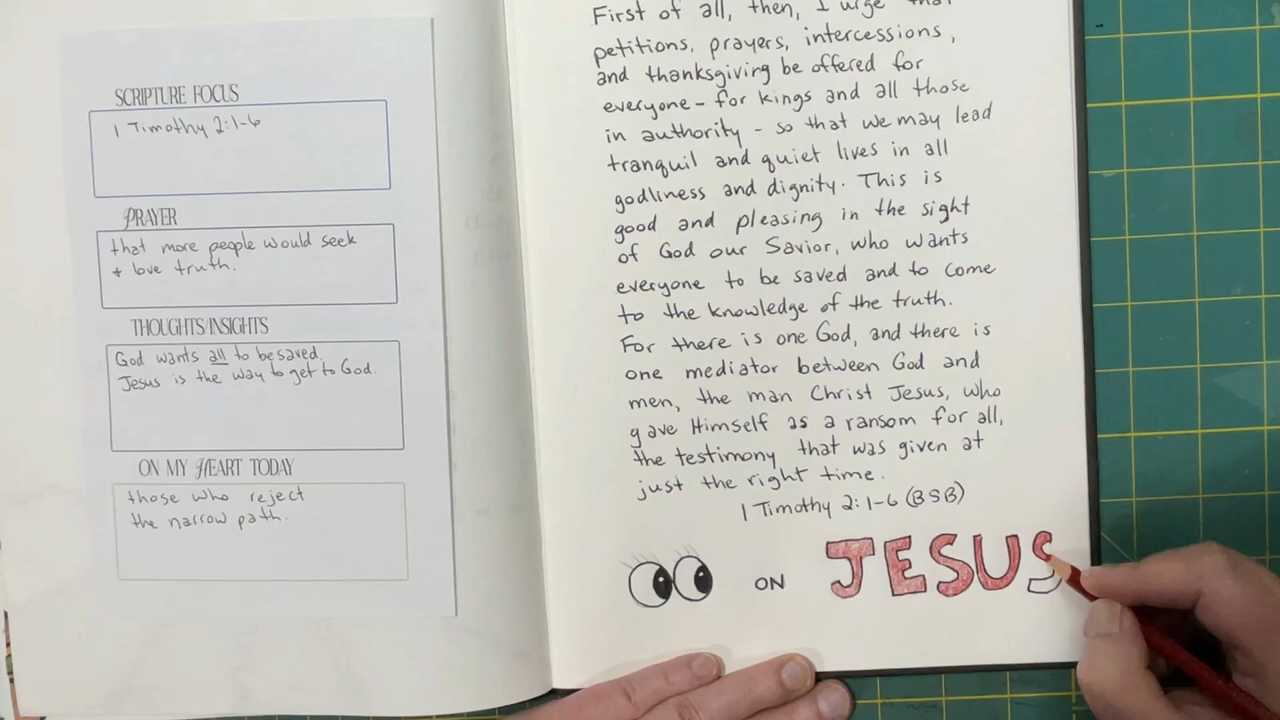 SCRIPTURE FOCUS
1 Timothy 2:1-6
PRAYER
that more people would seek
+ love truth.
THOUGHTS/INSIGHTS
God wants all to be saved.
Jesus is the way to get to God.
ON MY HEART TODAY
those who reject
the narrow path.
First of all, then, I urge that
petitions, prayers, intercessions,
and thanksgiving be offered for
everyone - for kings and all those
in authority - so that we may lead
tranquil and quiet lives in all
godliness and dignity. This is
good and pleasing in the sight
of God our Savior, who wants
everyone to be saved and to come
to the knowledge of the truth.
For there is one God, and there is
one mediator between God and
men, the man Christ Jesus, who
gave Himself as a ransom for all,
the testimony that was given at
just the right time.
1 Timothy 2:1-6 (BSB)
ON JESUS